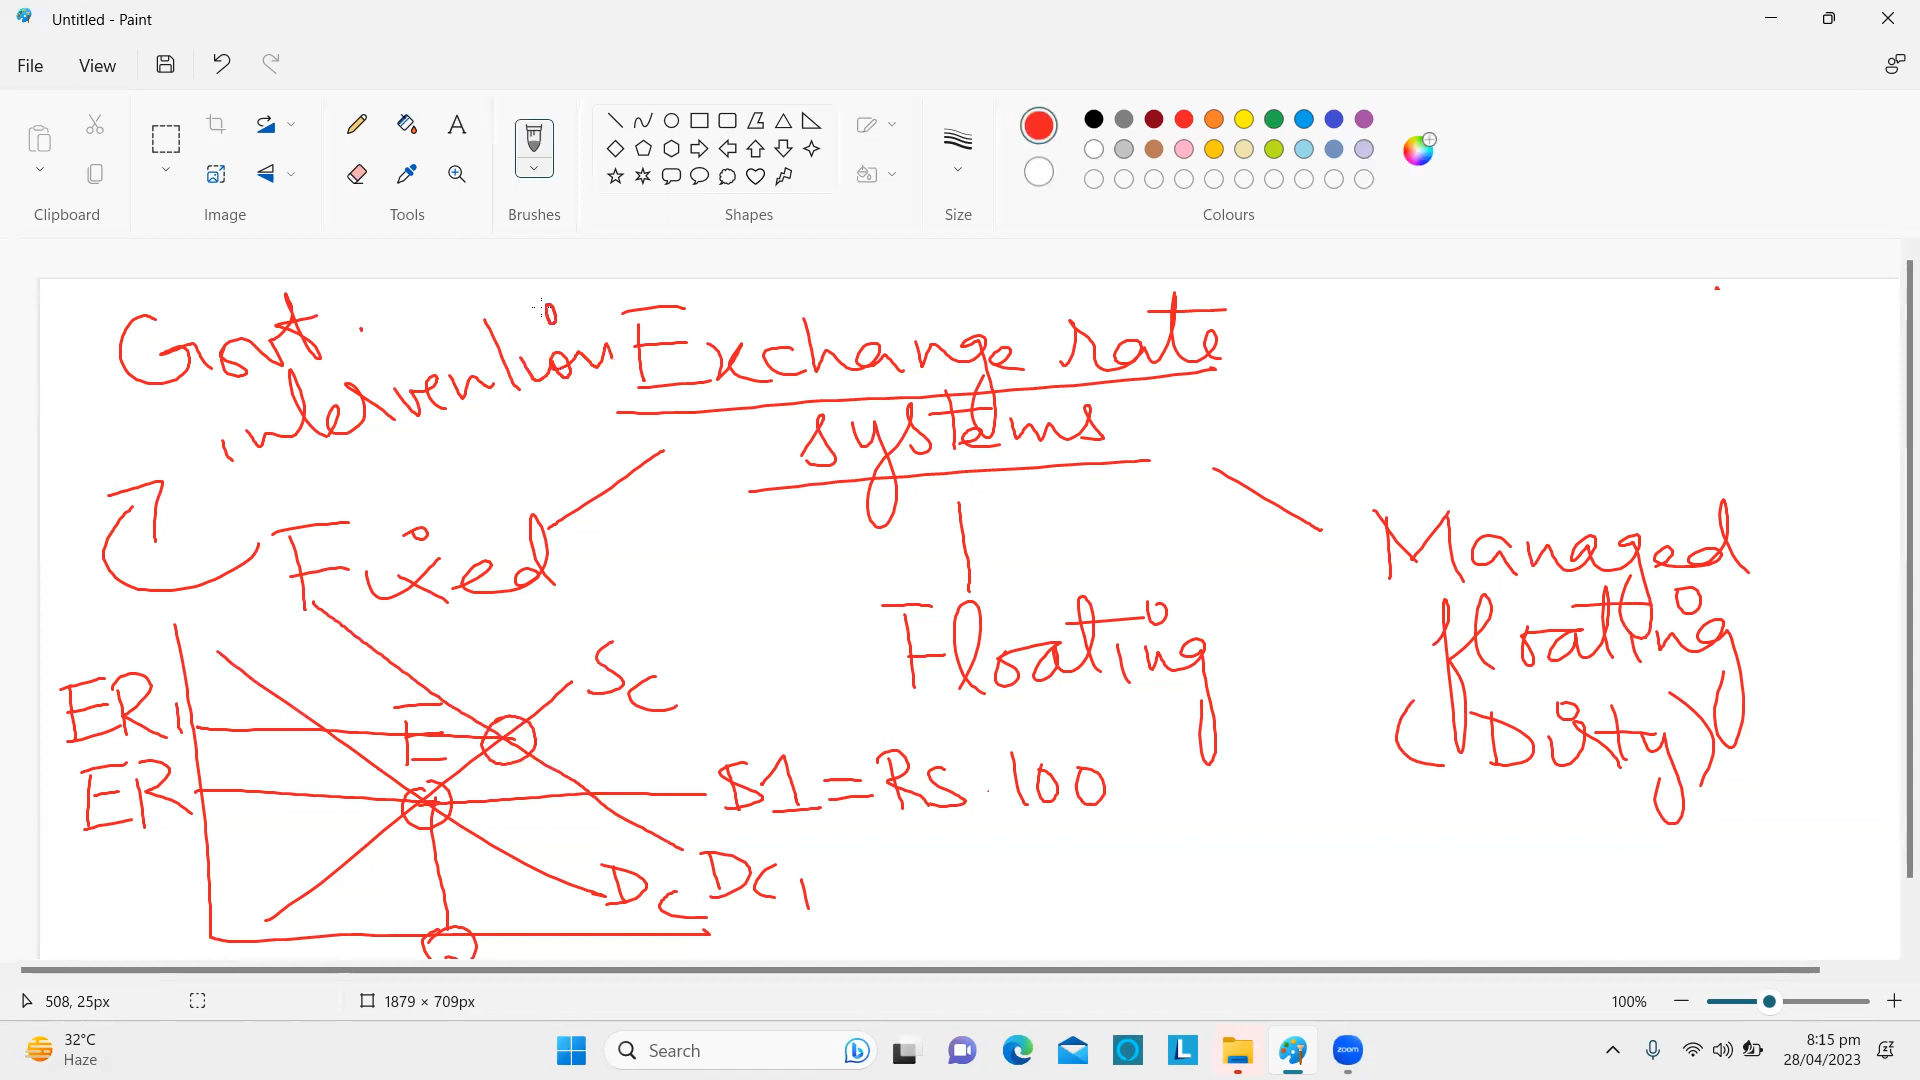 Untitled - Paint
File View
Clipboard Image Tools Brushes Shapes Size Colours
Govt.
intervention
Exchange rate
systems
Fixed
Floating
Managed
floating
(Dirty)
ER1
ER
E
SC
$1 = Rs. 100
DC DC1
508, 25px 1879 × 709px 100%
32°C
Haze
Search
zoom
8:15 pm
28/04/2023